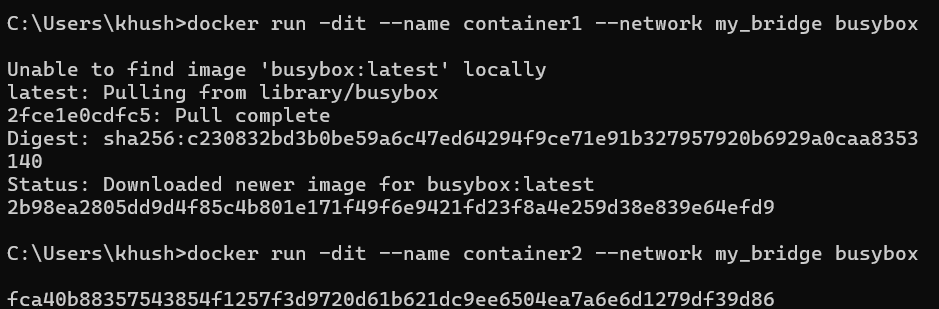 C:\Users\khush>docker run -dit --name container1 --network my_bridge busybox
Unable to find image 'busybox:latest' locally
latest: Pulling from library/busybox
2fce1e0cdfc5: Pull complete
Digest: sha256:c230832bd3b0be59a6c47ed64294f9ce71e91b327957920b6929a0caa8353
140
Status: Downloaded newer image for busybox:latest
2b98ea2805dd9d4f85c4b801e171f49f6e9421fd23f8a4e259d38e839e64efd9
C:\Users\khush>docker run -dit --name container2 --network my_bridge busybox
fca40b88357543854f1257f3d9720d61b621dc9ee6504ea7a6e6d1279df39d86